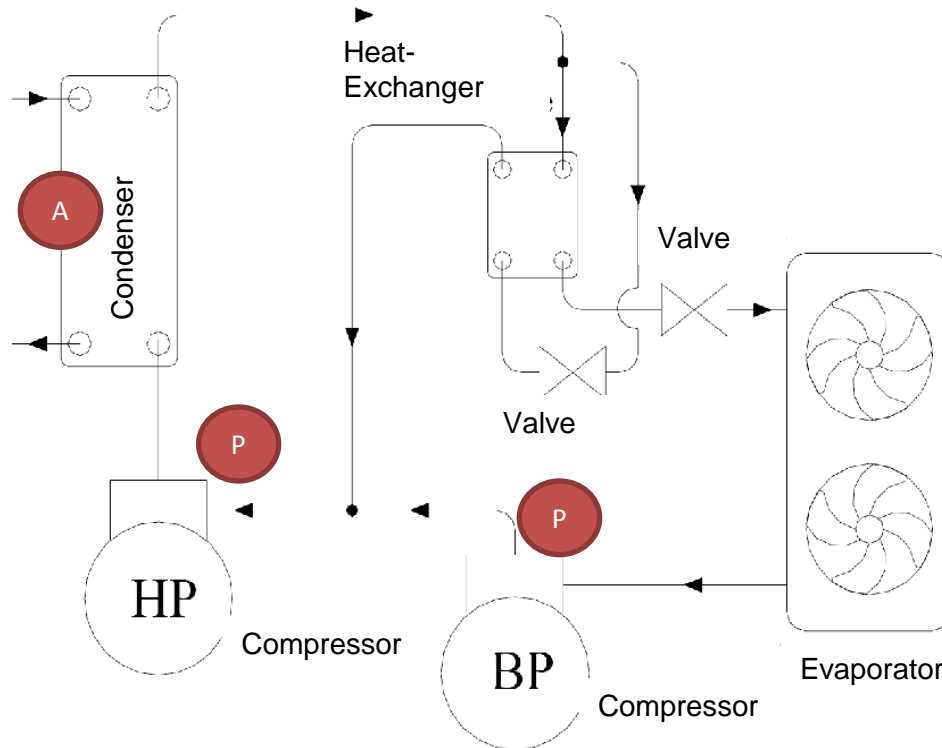 Heat-
Exchanger
A
Condenser
Valve
Valve
P
P
HP
Compressor
BP
Compressor
Evaporator